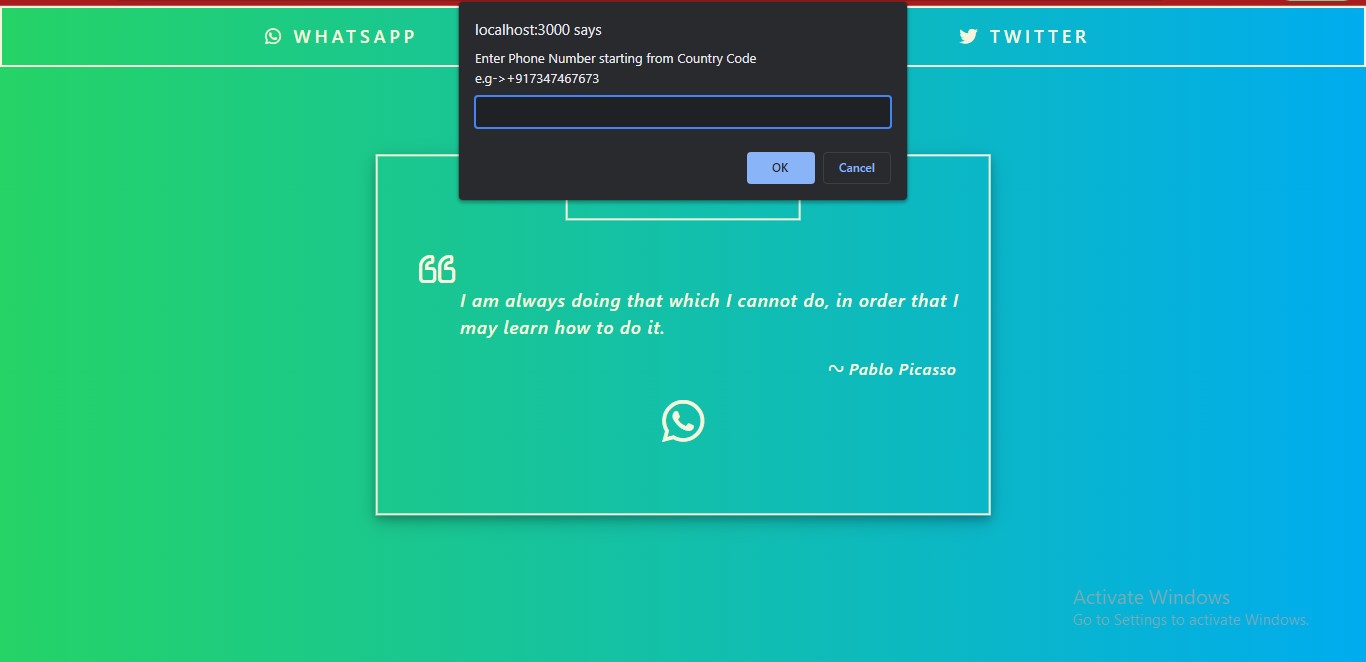 WHATSAPP
TWITTER
localhost:3000 says
Enter Phone Number starting from Country Code
e.g->+917347467673
OK
Cancel
I am always doing that which I cannot do, in order that I
may learn how to do it.
~ Pablo Picasso
Activate Windows
Go to Settings to activate Windows.